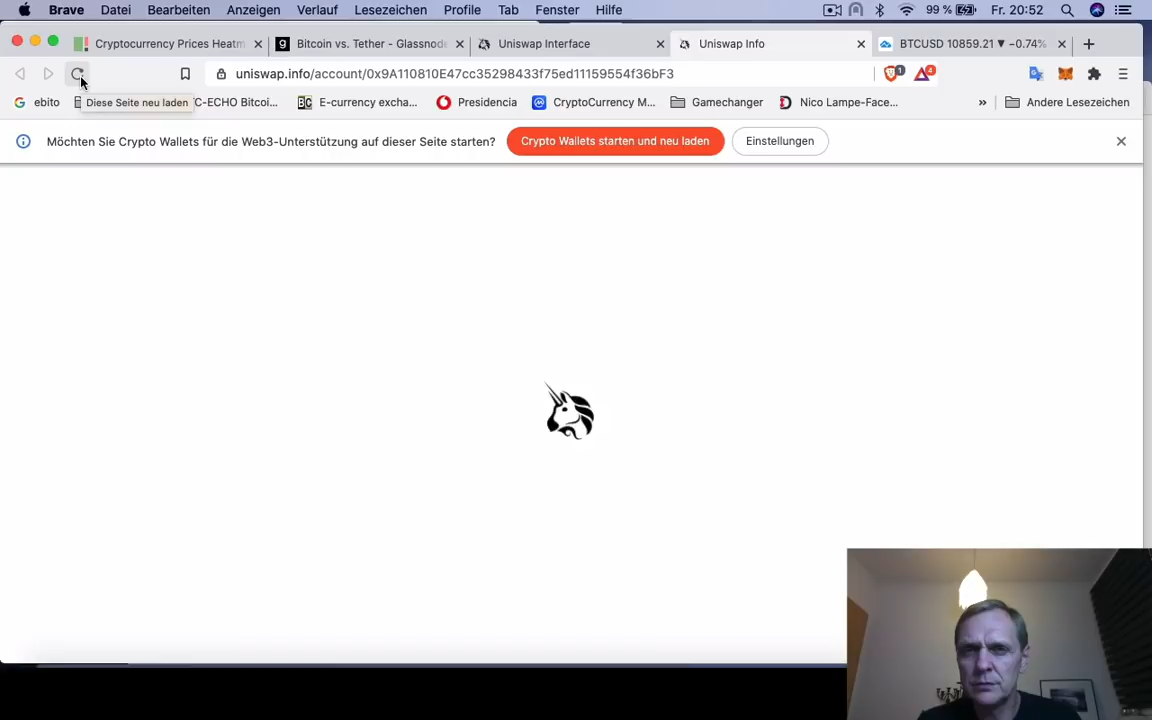 Brave Datei Bearbeiten Anzeigen Verlauf Lesezeichen Profile Tab Fenster Hilfe 99 % Fr. 20:52
Cryptocurrency Prices Heatm Bitcoin vs. Tether - Glassnode Uniswap Interface Uniswap Info BTCUSD 10859.21 ▼ −0.74%
uniswap.info/account/0x9A110810E47cc35298433f75ed11159554f36bF3 1 4
G ebito Diese Seite neu laden C-ECHO Bitcoi... BC E-currency excha... Presidencia CryptoCurrency M... Gamechanger Nico Lampe-Face... » Andere Lesezeichen
Möchten Sie Crypto Wallets für die Web3-Unterstützung auf dieser Seite starten? Crypto Wallets starten und neu laden Einstellungen